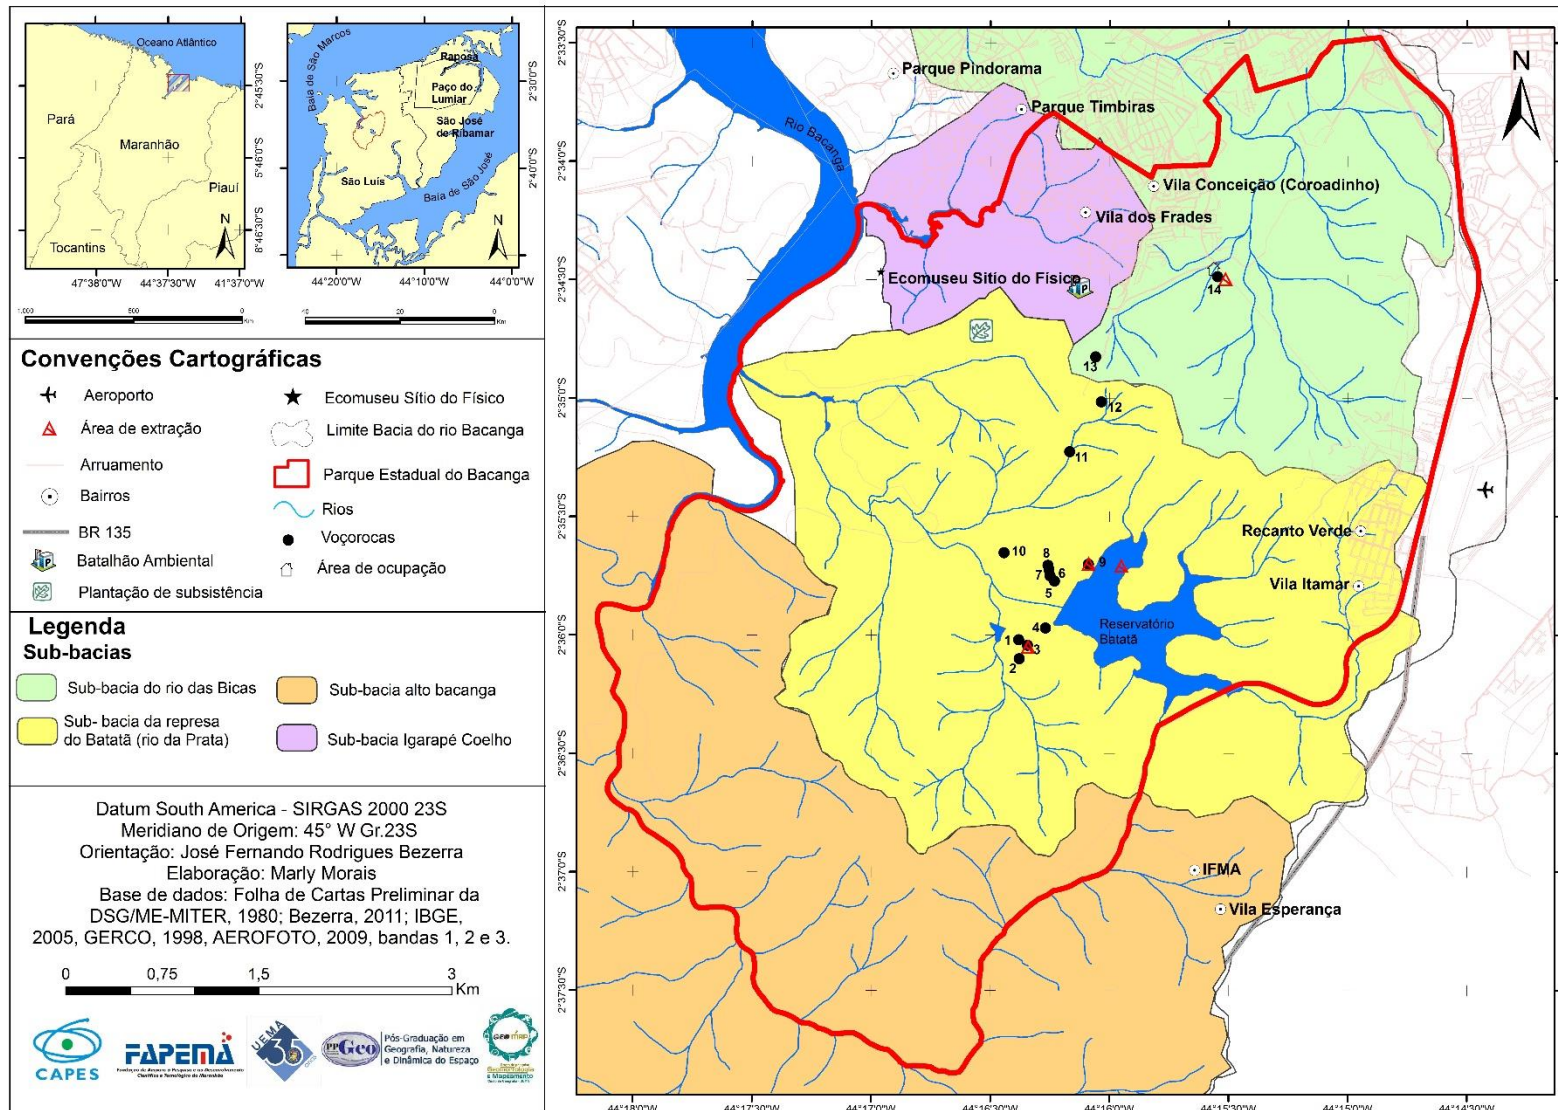 Oceano Atlântico
Pará
Maranhão
Piauí
Tocantins
N
2°45'30"S
5°46'0"S
8°46'30"S
47°38'0"W
44°37'30"W
41°37'0"W
1.000
500
0
Km
Baía de São Marcos
Raposa
Paço do
Lumiar
São José
de Ribamar
São Luís
Baía de São José
N
2°30'0"S
2°40'0"S
44°20'0"W
44°10'0"W
44°0'0"W
20
0
Km
Convenções Cartográficas
Aeroporto
Área de extração
Arruamento
Bairros
BR 135
Batalhão Ambiental
Plantação de subsistência
Ecomuseu Sítio do Físico
Limite Bacia do rio Bacanga
Parque Estadual do Bacanga
Rios
Voçorocas
Área de ocupação
Legenda
Sub-bacias
Sub-bacia do rio das Bicas
Sub- bacia da represa
do Batatã (rio da Prata)
Sub-bacia alto bacanga
Sub-bacia Igarapé Coelho
Datum South America - SIRGAS 2000 23S
Meridiano de Origem: 45° W Gr.23S
Orientação: José Fernando Rodrigues Bezerra
Elaboração: Marly Morais
Base de dados: Folha de Cartas Preliminar da
DSG/ME-MITER, 1980; Bezerra, 2011; IBGE,
2005, GERCO, 1998, AEROFOTO, 2009, bandas 1, 2 e 3.
0 0,75 1,5 3
Km
CAPES
FAPEMA
UEMA
30
PPGeo
Pós-Graduação em
Geografia, Natureza
e Dinâmica do Espaço
GEOMAP
Geomorfologia
e Mapeamento
N
Parque Pindorama
Parque Timbiras
Rio Bacanga
Vila Conceição (Coroadinho)
Vila dos Frades
Ecomuseu Sitio do Físico
P
14
13
12
11
Recanto Verde
10
8
9
7
6
5
Vila Itamar
4
Reservatório
Batatã
1
3
2
IFMA
Vila Esperança
2°33'30"S
2°34'0"S
2°34'30"S
2°35'0"S
2°35'30"S
2°36'0"S
2°36'30"S
2°37'0"S
2°37'30"S
44°18'0"W
44°17'30"W
44°17'0"W
44°16'30"W
44°16'0"W
44°15'30"W
44°15'0"W
44°14'30"W